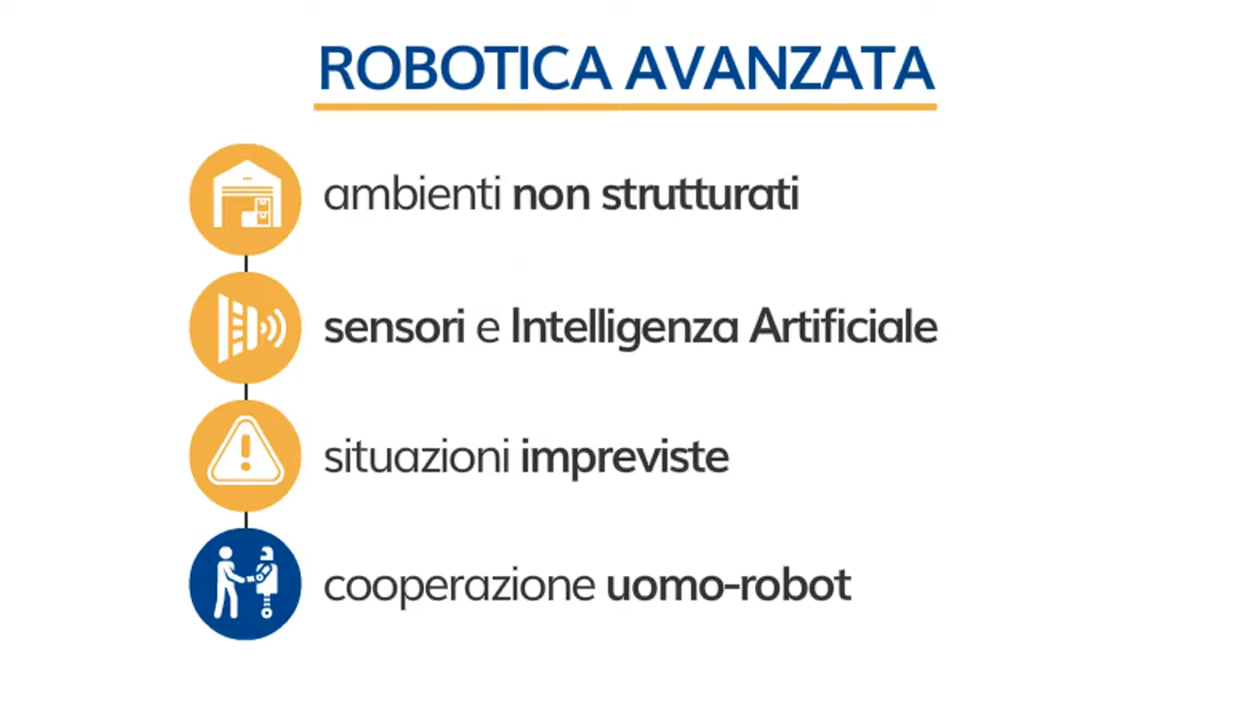 ROBOTICA AVANZATA
ambienti non strutturati
sensori e Intelligenza Artificiale
situazioni impreviste
cooperazione uomo-robot